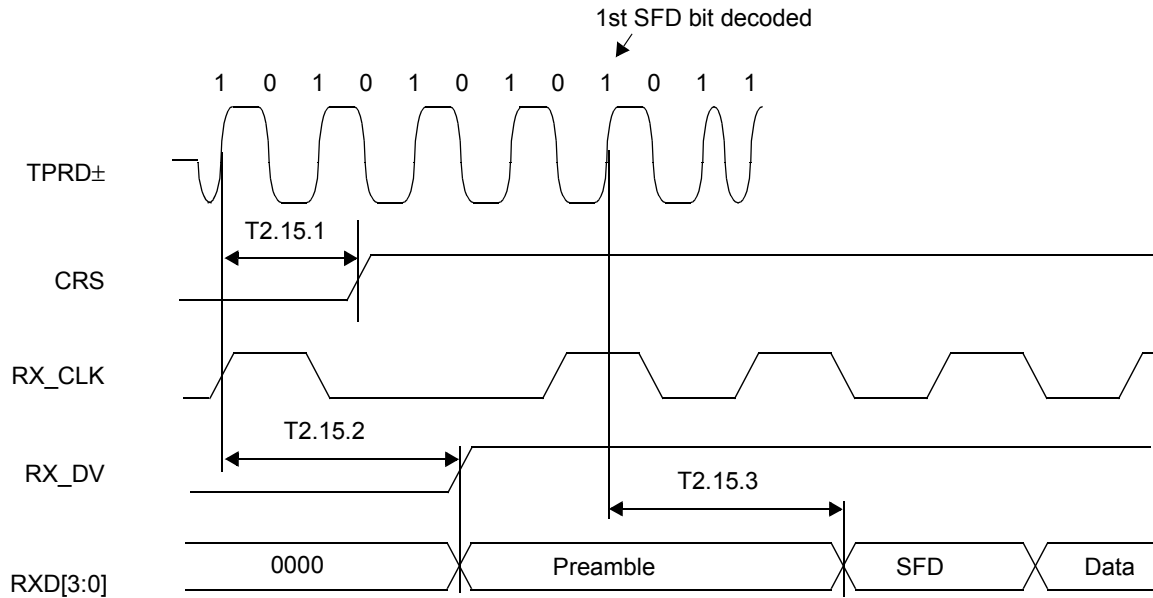 1st SFD bit decoded
1 0 1 0 1 0 1 0 1 0 1 1
TPRD±
T2.15.1
CRS
RX_CLK
T2.15.2
RX_DV
T2.15.3
RXD[3:0]
0000 Preamble SFD Data